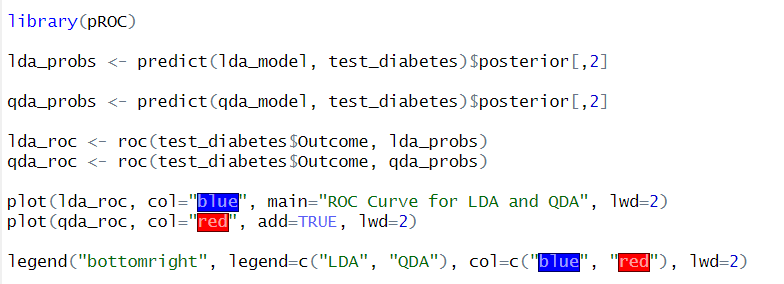 library(pROC)
lda_probs <- predict(lda_model, test_diabetes)$posterior[,2]
qda_probs <- predict(qda_model, test_diabetes)$posterior[,2]
lda_roc <- roc(test_diabetes$Outcome, lda_probs)
qda_roc <- roc(test_diabetes$Outcome, qda_probs)
plot(lda_roc, col="blue", main="ROC Curve for LDA and QDA", lwd=2)
plot(qda_roc, col="red", add=TRUE, lwd=2)
legend("bottomright", legend=c("LDA", "QDA"), col=c("blue", "red"), lwd=2)